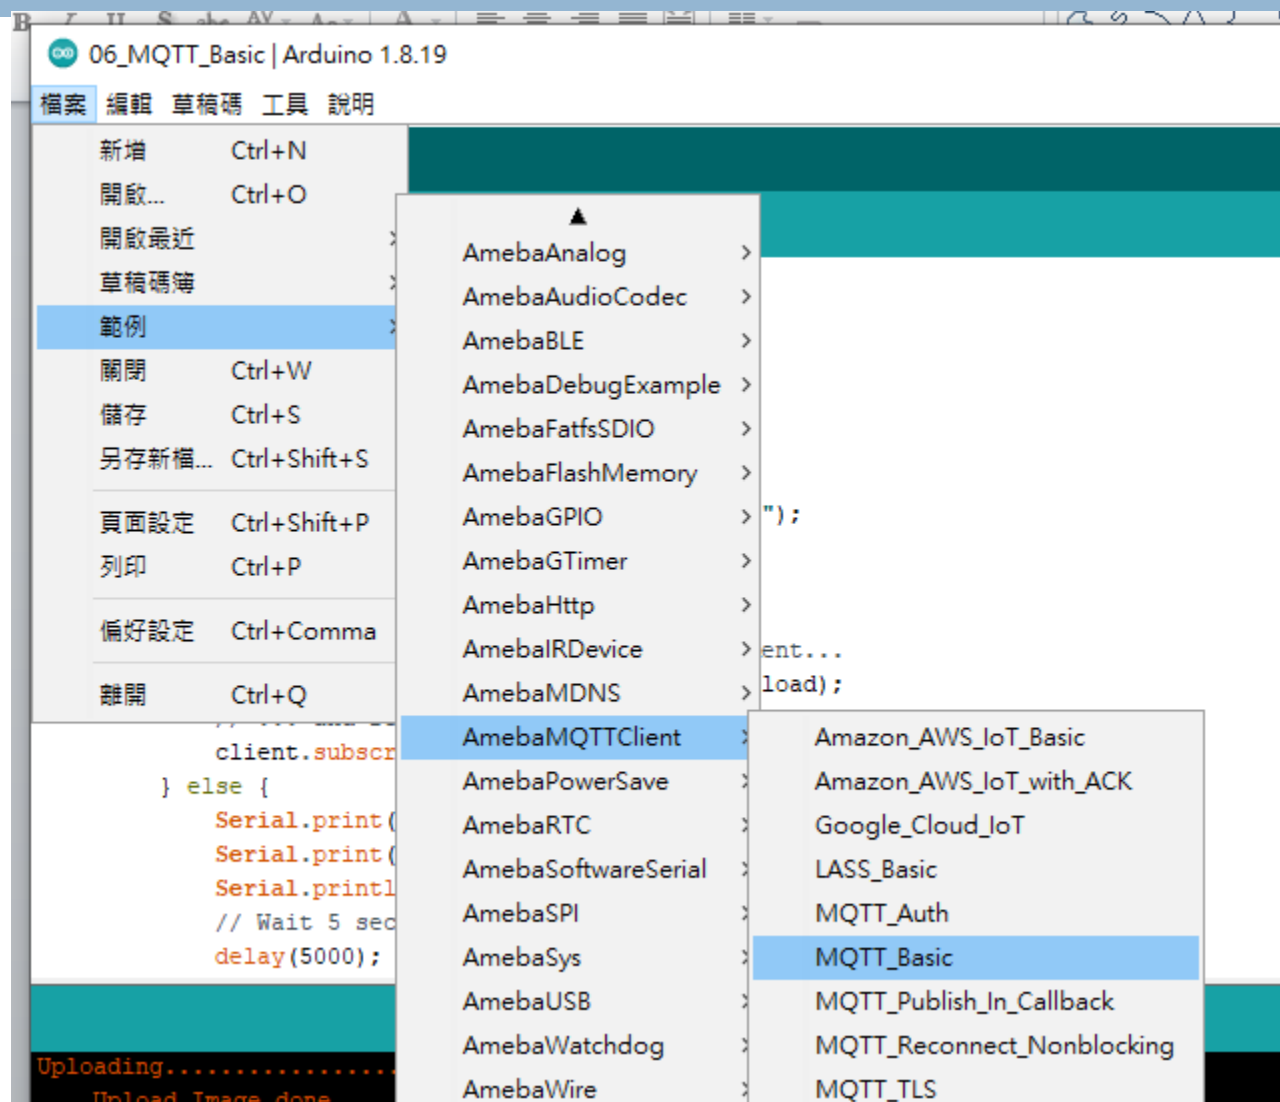 06_MQTT_Basic | Arduino 1.8.19
檔案 編輯 草稿碼 工具 說明
新增 Ctrl+N
開啟... Ctrl+O
開啟最近
草稿碼簿
範例
關閉 Ctrl+W
儲存 Ctrl+S
另存新檔... Ctrl+Shift+S
頁面設定 Ctrl+Shift+P
列印 Ctrl+P
偏好設定 Ctrl+Comma
離開 Ctrl+Q
AmebaAnalog
AmebaAudioCodec
AmebaBLE
AmebaDebugExample
AmebaFatfsSDIO
AmebaFlashMemory
AmebaGPIO
AmebaGTimer
AmebaHttp
AmebaIRDevice
AmebaMDNS
AmebaMQTTClient
AmebaPowerSave
AmebaRTC
AmebaSoftwareSerial
AmebaSPI
AmebaSys
AmebaUSB
AmebaWatchdog
AmebaWire
Amazon_AWS_IoT_Basic
Amazon_AWS_IoT_with_ACK
Google_Cloud_IoT
LASS_Basic
MQTT_Auth
MQTT_Basic
MQTT_Publish_In_Callback
MQTT_Reconnect_Nonblocking
MQTT_TLS
");
ent...
load);
client.subscr
} else {
Serial.print(
Serial.print(
Serial.printl
// Wait 5 sec
delay(5000);
Uploading.................
Upload Image done